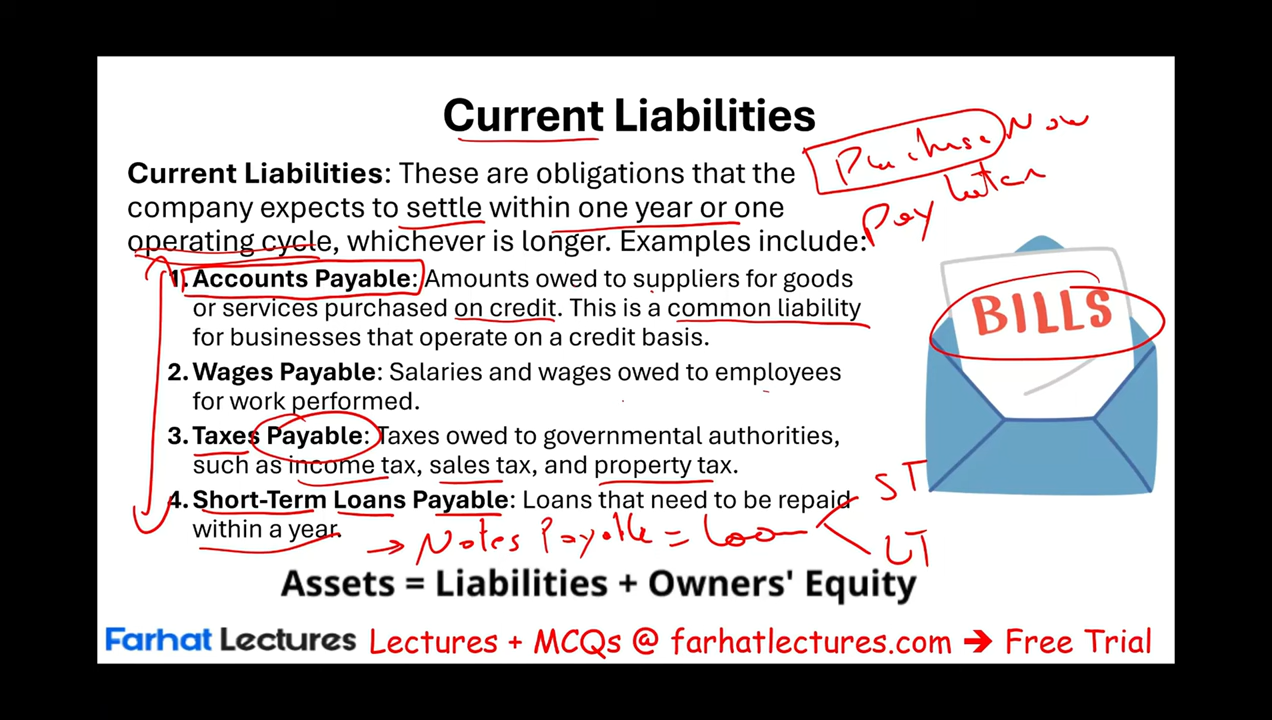 Current Liabilities
Purchase Now
Pay Later
Current Liabilities: These are obligations that the
company expects to settle within one year or one
operating cycle, whichever is longer. Examples include:
1. Accounts Payable: Amounts owed to suppliers for goods
or services purchased on credit. This is a common liability
for businesses that operate on a credit basis.
2. Wages Payable: Salaries and wages owed to employees
for work performed.
3. Taxes Payable: Taxes owed to governmental authorities,
such as income tax, sales tax, and property tax.
4. Short-Term Loans Payable: Loans that need to be repaid
within a year.
BILLS
→ Notes Payable = Loan
ST
LT
Assets = Liabilities + Owners' Equity
Farhat Lectures Lectures + MCQs @ farhatlectures.com → Free Trial